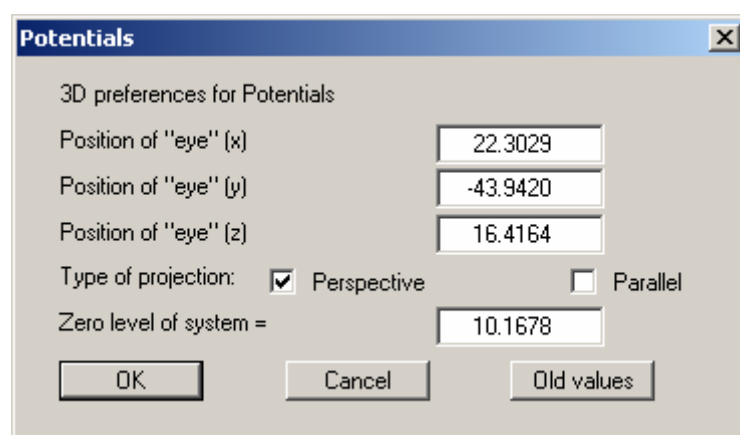 Potentials
3D preferences for Potentials
Position of "eye" (x) 22.3029
Position of "eye" (y) -43.9420
Position of "eye" (z) 16.4164
Type of projection: Perspective Parallel
Zero level of system = 10.1678
OK Cancel Old values